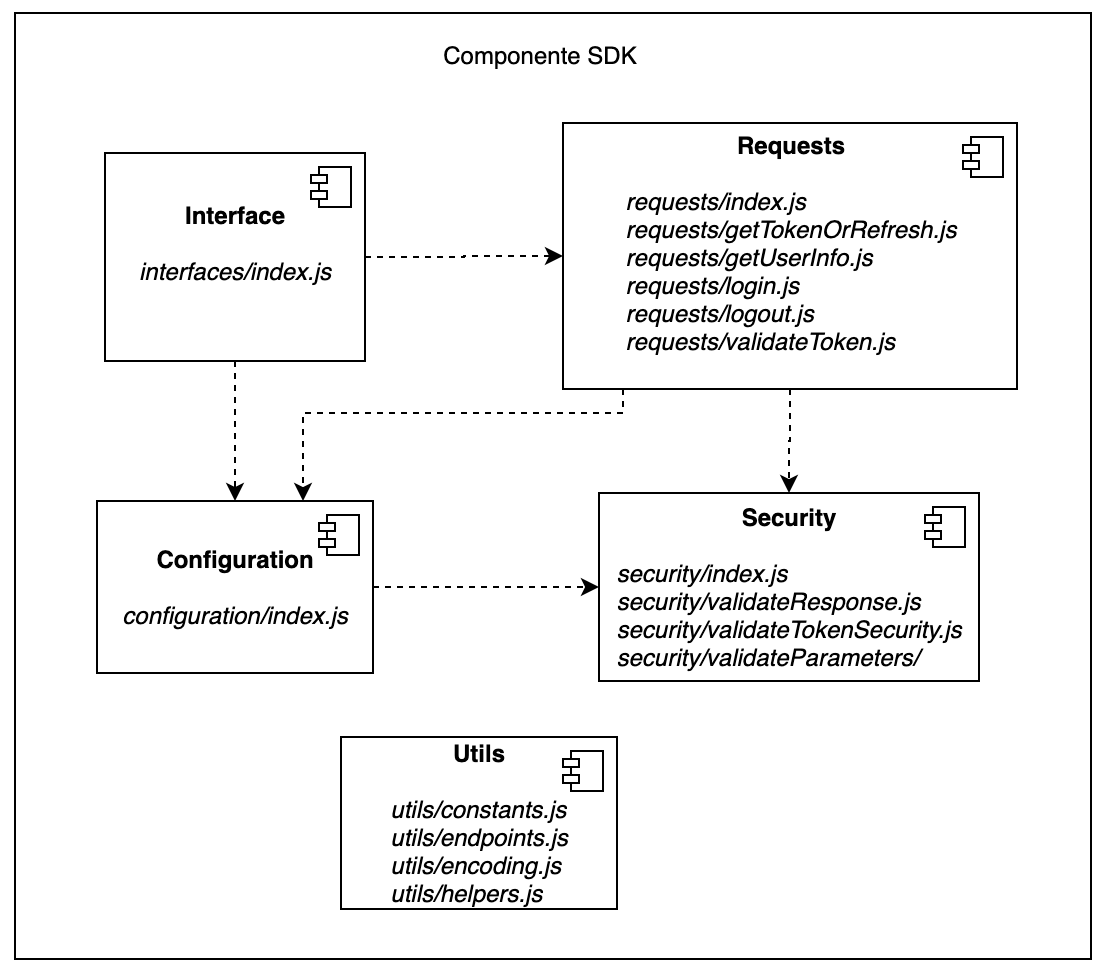 Componente SDK
Interface
interfaces/index.js
Requests
requests/index.js
requests/getTokenOrRefresh.js
requests/getUserInfo.js
requests/login.js
requests/logout.js
requests/validateToken.js
Configuration
configuration/index.js
Security
security/index.js
security/validateResponse.js
security/validateTokenSecurity.js
security/validateParameters/
Utils
utils/constants.js
utils/endpoints.js
utils/encoding.js
utils/helpers.js